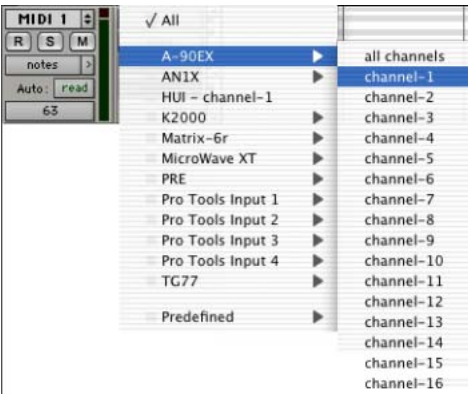 MIDI 1
R S M
notes
Auto: read
63
√ All
A-90EX
AN1X
HUI - channel-1
K2000
Matrix-6r
MicroWave XT
PRE
Pro Tools Input 1
Pro Tools Input 2
Pro Tools Input 3
Pro Tools Input 4
TG77
Predefined
all channels
channel-1
channel-2
channel-3
channel-4
channel-5
channel-6
channel-7
channel-8
channel-9
channel-10
channel-11
channel-12
channel-13
channel-14
channel-15
channel-16